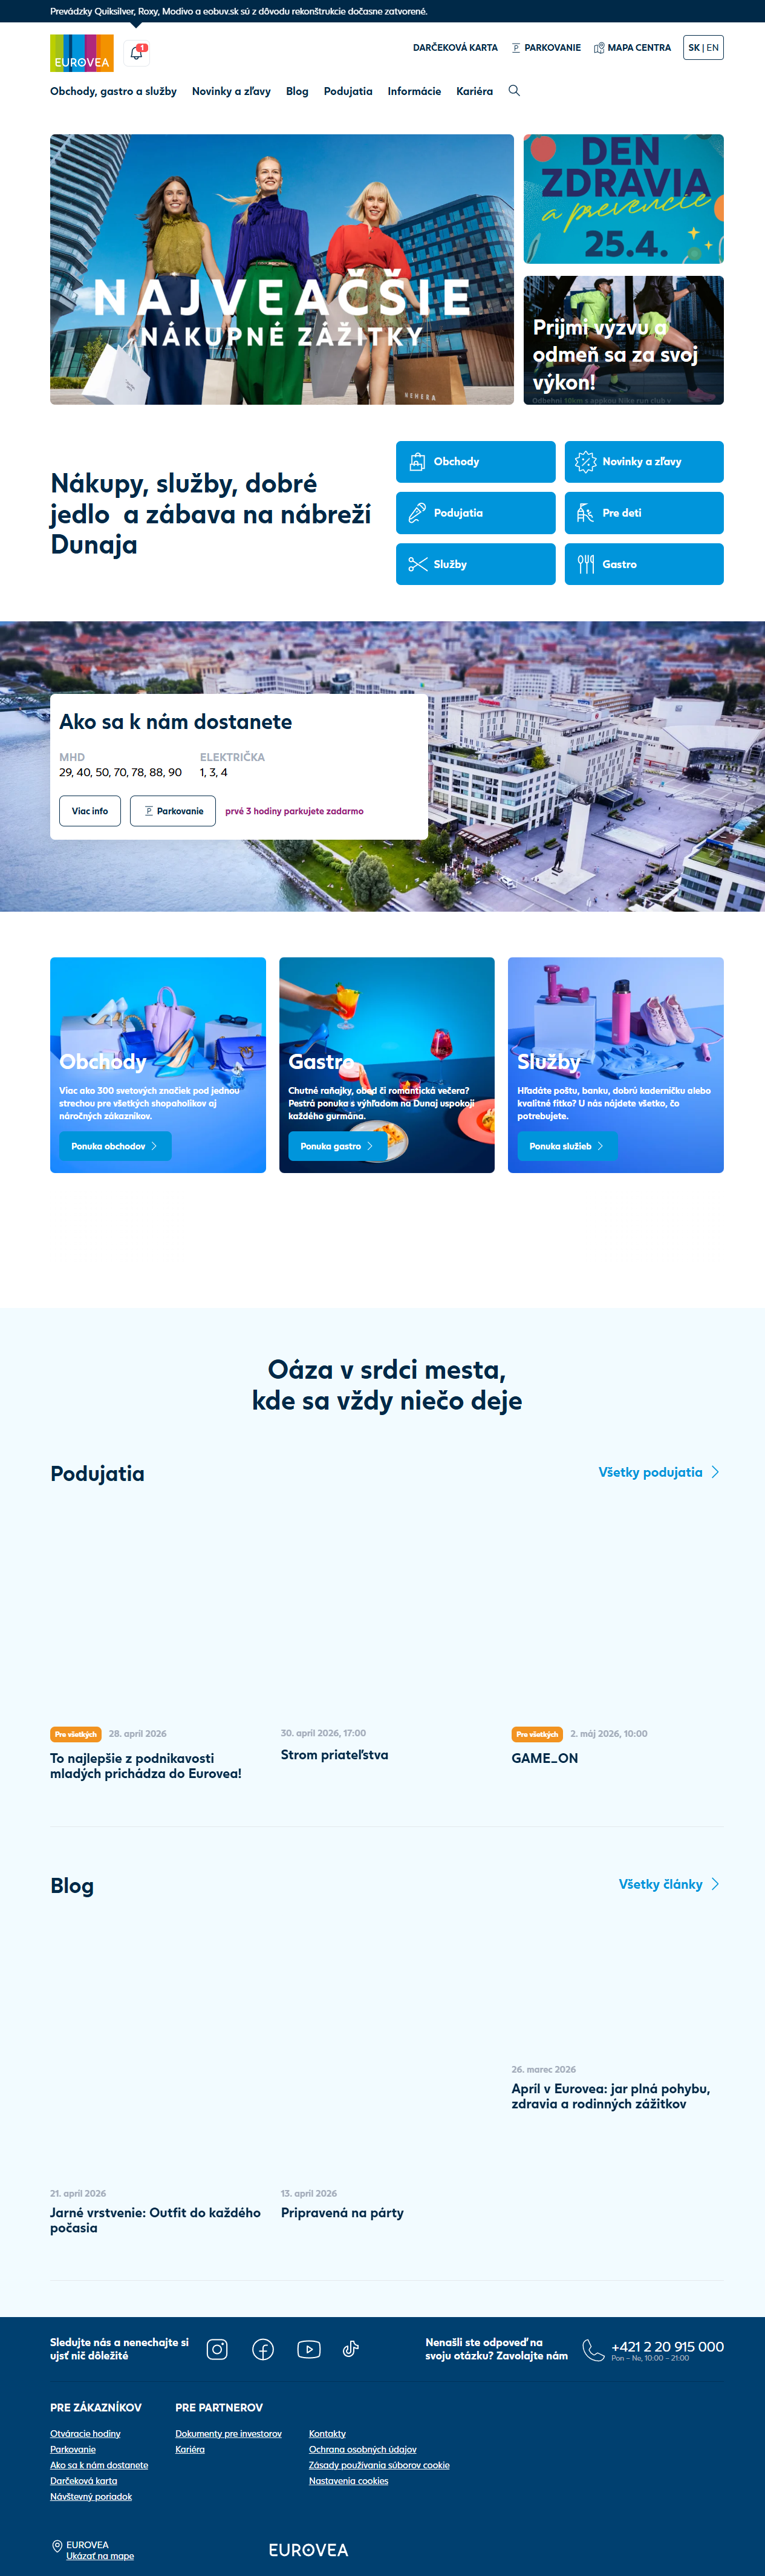 Prevádzky Quiksilver, Roxy, Modivo a eobuv.sk sú z dôvodu rekonštrukcie dočasne zatvorené.
EUROVEA
1
DARČEKOVÁ KARTA
PARKOVANIE
MAPA CENTRA
SK | EN
Obchody, gastro a služby
Novinky a zľavy
Blog
Podujatia
Informácie
Kariéra
NAJVEAČŠIE
NÁKUPNÉ ZÁŽITKY
NEHERA
DEN
ZDRAVIA
a prevencie
25.4.
Prijmi výzvu a
odmeň sa za svoj
výkon!
Odbehni 10km s appkou Nike run club v
Nákupy, služby, dobré
jedlo a zábava na nábreží
Dunaja
Obchody
Novinky a zľavy
Podujatia
Pre deti
Služby
Gastro
Ako sa k nám dostanete
MHD
29, 40, 50, 70, 78, 88, 90
ELEKTRIČKA
1, 3, 4
Viac info
Parkovanie
prvé 3 hodiny parkujete zadarmo
Obchody
Viac ako 300 svetových značiek pod jednou
strechou pre všetkých shopaholikov aj
náročných zákazníkov.
Ponuka obchodov
Gastro
Chutné raňajky, obed či romantická večera?
Pestrá ponuka s výhľadom na Dunaj uspokojí
každého gurmána.
Ponuka gastro
Služby
Hľadáte poštu, banku, dobrú kaderníčku alebo
kvalitné fitko? U nás nájdete všetko, čo
potrebujete.
Ponuka služieb
Oáza v srdci mesta,
kde sa vždy niečo deje
Podujatia
Všetky podujatia
Pre všetkých
28. apríl 2026
To najlepšie z podnikavosti
mladých prichádza do Eurovea!
30. apríl 2026, 17:00
Strom priateľstva
Pre všetkých
2. máj 2026, 10:00
GAME_ON
Blog
Všetky články
26. marec 2026
Apríl v Eurovea: jar plná pohybu,
zdravia a rodinných zážitkov
21. apríl 2026
Jarné vrstvenie: Outfit do každého
počasia
13. apríl 2026
Pripravená na párty
Sledujte nás a nenechajte si
ujsť nič dôležité
Nenašli ste odpoveď na
svoju otázku? Zavolajte nám
+421 2 20 915 000
Pon – Ne, 10:00 – 21:00
PRE ZÁKAZNÍKOV
Otváracie hodiny
Parkovanie
Ako sa k nám dostanete
Darčeková karta
Návštevný poriadok
PRE PARTNEROV
Dokumenty pre investorov
Kariéra
Kontakty
Ochrana osobných údajov
Zásady používania súborov cookie
Nastavenia cookies
EUROVEA
Ukázať na mape
EUROVEA